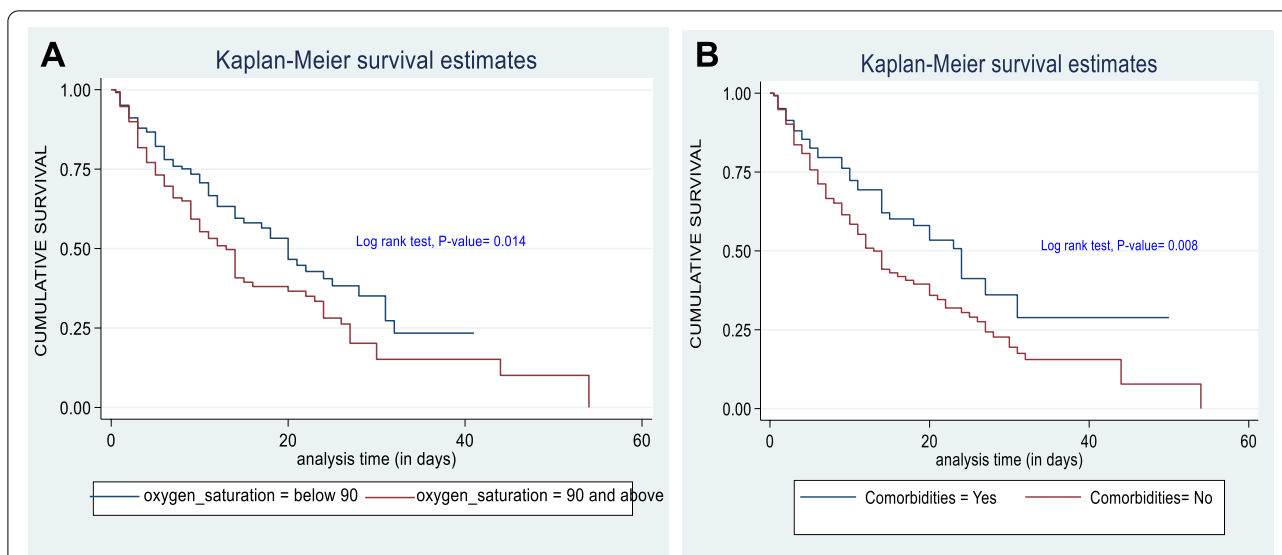 A
Kaplan-Meier survival estimates
CUMULATIVE SURVIVAL
1.00
0.75
0.50
0.25
0.00
Log rank test, P-value= 0.014
0 20 40 60
analysis time (in days)
oxygen_saturation = below 90 oxygen_saturation = 90 and above
B
Kaplan-Meier survival estimates
CUMULATIVE SURVIVAL
1.00
0.75
0.50
0.25
0.00
Log rank test, P-value= 0.008
0 20 40 60
analysis time (in days)
Comorbidities = Yes Comorbidities= No